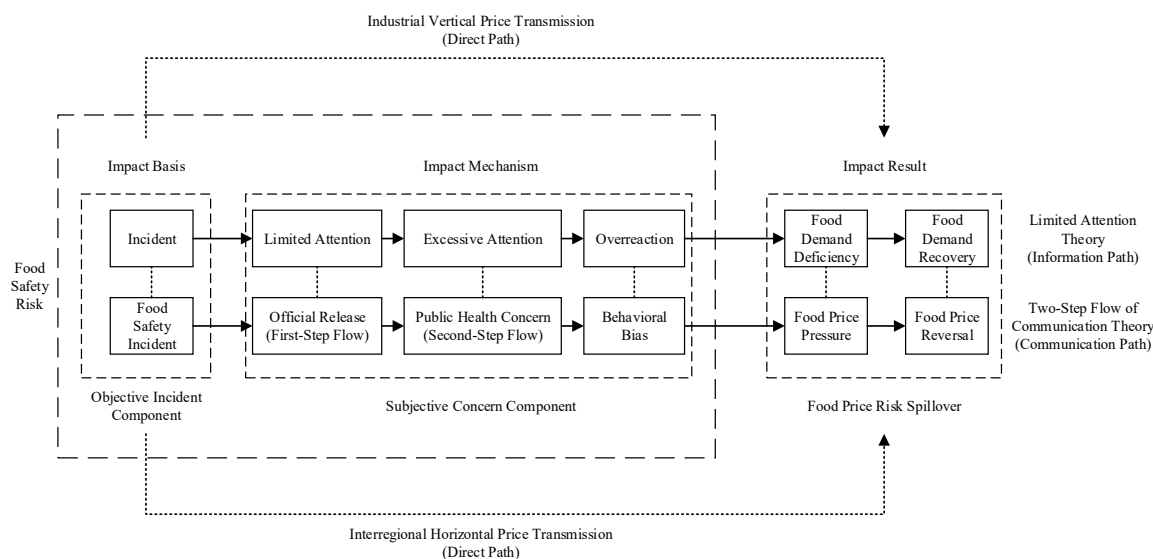 Industrial Vertical Price Transmission
(Direct Path)
Impact Basis
Impact Mechanism
Impact Result
Incident
Limited Attention
Excessive Attention
Overreaction
Food
Demand
Deficiency
Food
Demand
Recovery
Limited Attention
Theory
(Information Path)
Food
Safety
Risk
Food
Safety
Incident
Official Release
(First-Step Flow)
Public Health Concern
(Second-Step Flow)
Behavioral
Bias
Food Price
Pressure
Food Price
Reversal
Two-Step Flow of
Communication Theory
(Communication Path)
Objective Incident
Component
Subjective Concern Component
Food Price Risk Spillover
Interregional Horizontal Price Transmission
(Direct Path)